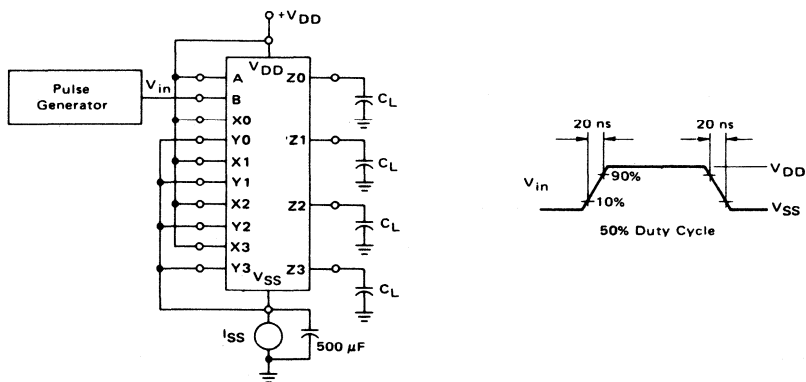 +VDD
Pulse
Generator
Vin
VDD
A
B
X0
Y0
X1
Y1
X2
Y2
X3
Y3
Z0
Z1
Z2
Z3
VSS
CL
CL
CL
CL
ISS
500 μF
20 ns
20 ns
Vin
90%
10%
VDD
VSS
50% Duty Cycle